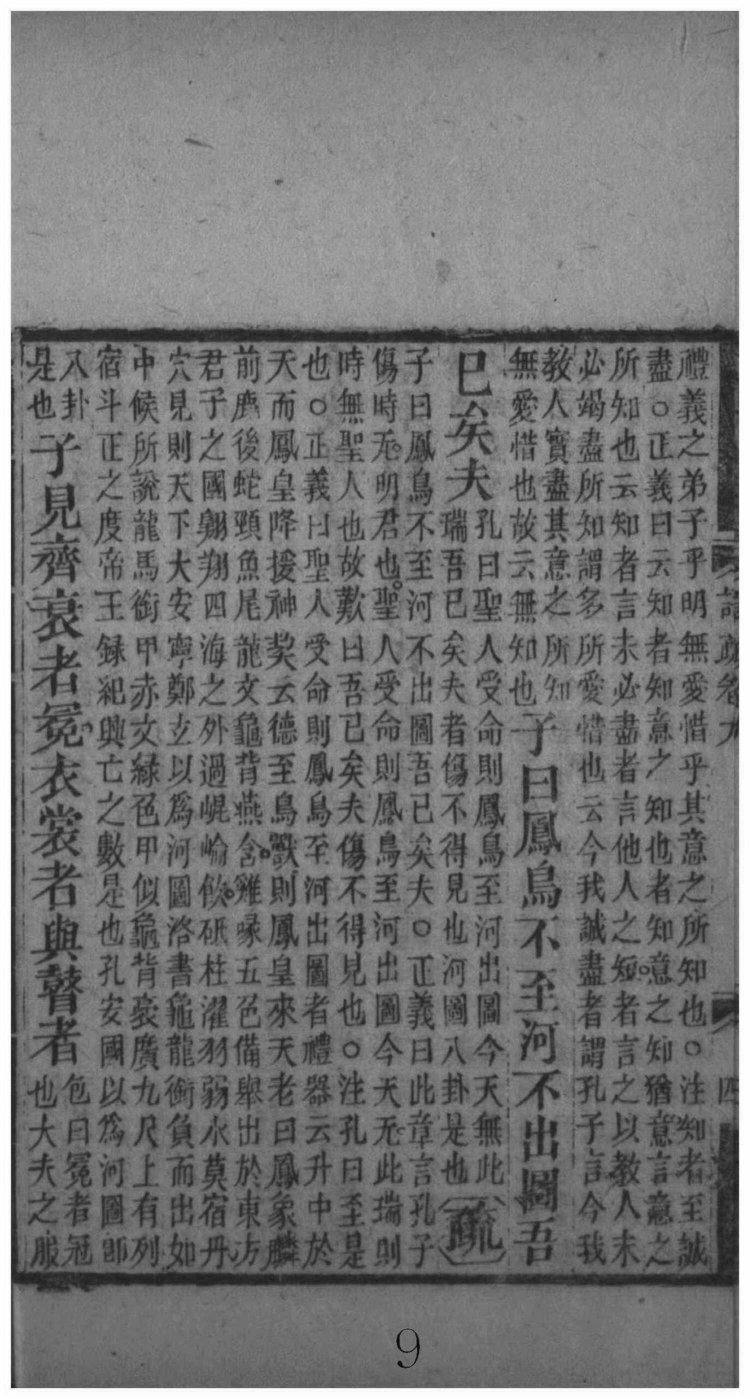 禮義之弟子乎明無愛惜乎其意之所知也○注知者至誠
盡○正義曰云知者知意之知也者知意之知猶意言意之
所知也云知者言未必盡者言他人之短者言之以教人未
必竭盡所知謂多所愛惜也云今我誠盡者謂孔子言今我
教人實盡其意之所知
無愛惜也故云無知也
子曰鳳鳥不至河不出圖吾
已矣夫
孔曰聖人受命則鳳鳥至河出圖今天無此
瑞吾已矣夫者傷不得見也河圖八卦是也
疏
子曰鳳鳥不至河不出圖吾已矣夫○正義曰此章言孔子
傷時无明君也聖人受命則鳳鳥至河出圖今天无此瑞則
時無聖人也故歎曰吾已矣夫傷不得見也○注孔曰至是
也○正義曰聖人受命則鳳鳥至河出圖者禮器云升中於
天而鳳皇降援神契云德至鳥獸則鳳皇來天老曰鳳象麟
前鹿後蛇頸魚尾龍文龜背燕含雞喙五色備舉出於東方
君子之國翱翔四海之外過崐崘飲砥柱濯羽弱水莫宿丹
穴見則天下大安寧鄭玄以爲河圖洛書龜龍銜負而出如
中候所說龍馬銜甲赤文綠色甲似龜背袤廣九尺上有列
宿斗正之度帝王録紀興亡之數是也孔安國以爲河圖卽
八卦
是也
子見齊衰者冕衣裳者與瞽者
包曰冕者冠
也大夫之服
語疏卷九
四
9